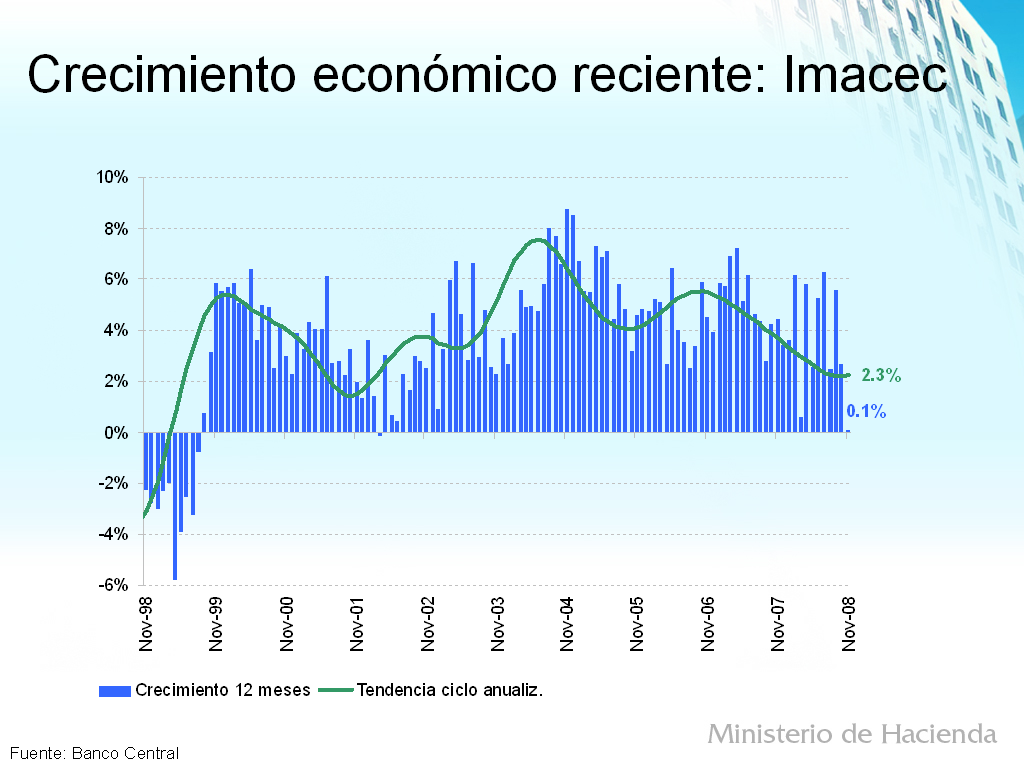 Crecimiento económico reciente: Imacec
10%
8%
6%
4%
2%
0%
-2%
-4%
-6%
2.3%
0.1%
Nov-98
Nov-99
Nov-00
Nov-01
Nov-02
Nov-03
Nov-04
Nov-05
Nov-06
Nov-07
Nov-08
Crecimiento 12 meses
Tendencia ciclo anualiz.
Ministerio de Hacienda
Fuente: Banco Central